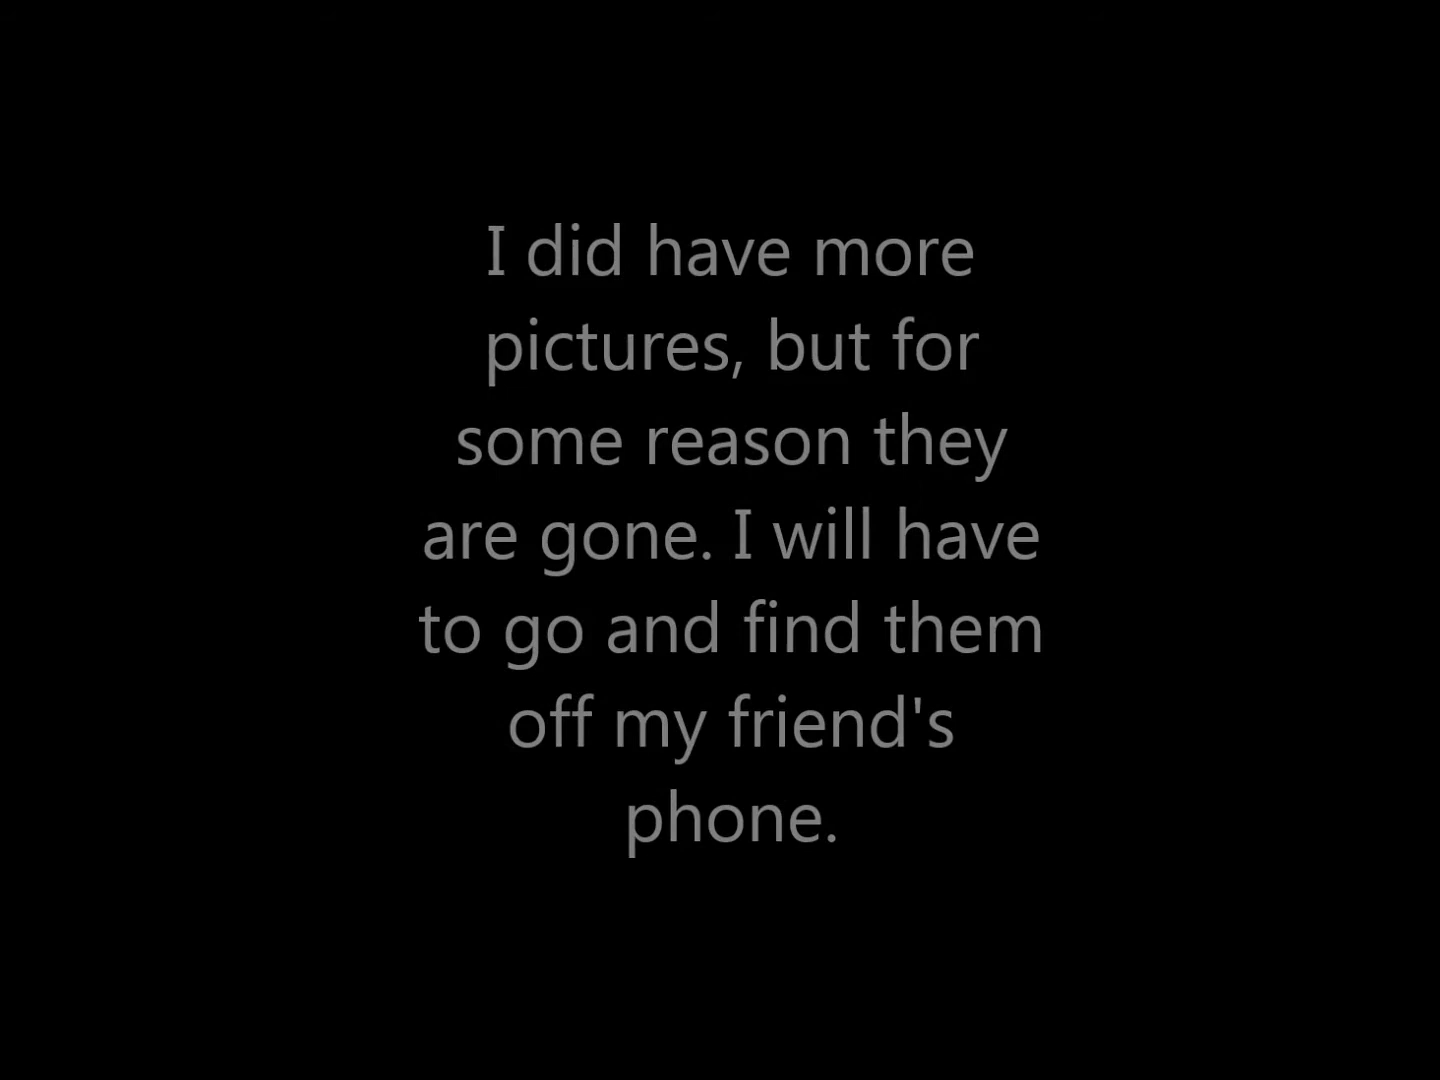 I did have more
pictures, but for
some reason they
are gone. I will have
to go and find them
off my friend's
phone.